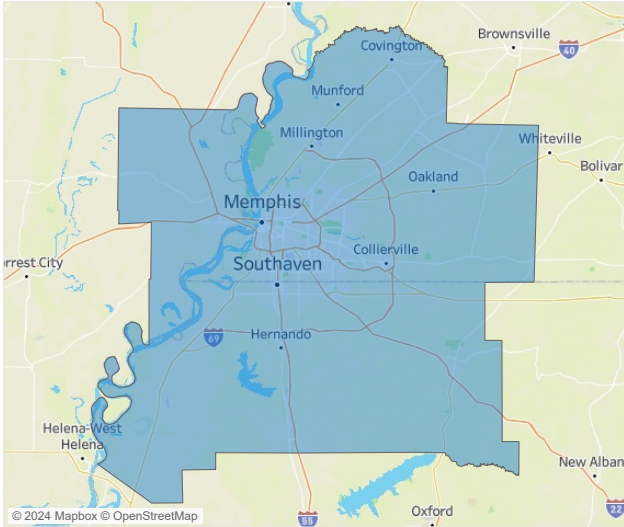 Covington
Brownsville
40
Munford
Millington
Whiteville
Bolivar
Oakland
Memphis
Collierville
Southaven
rrest City
69
Hernando
Helena-West
Helena
New Alban
Oxford
55
22
© 2024 Mapbox © OpenStreetMap